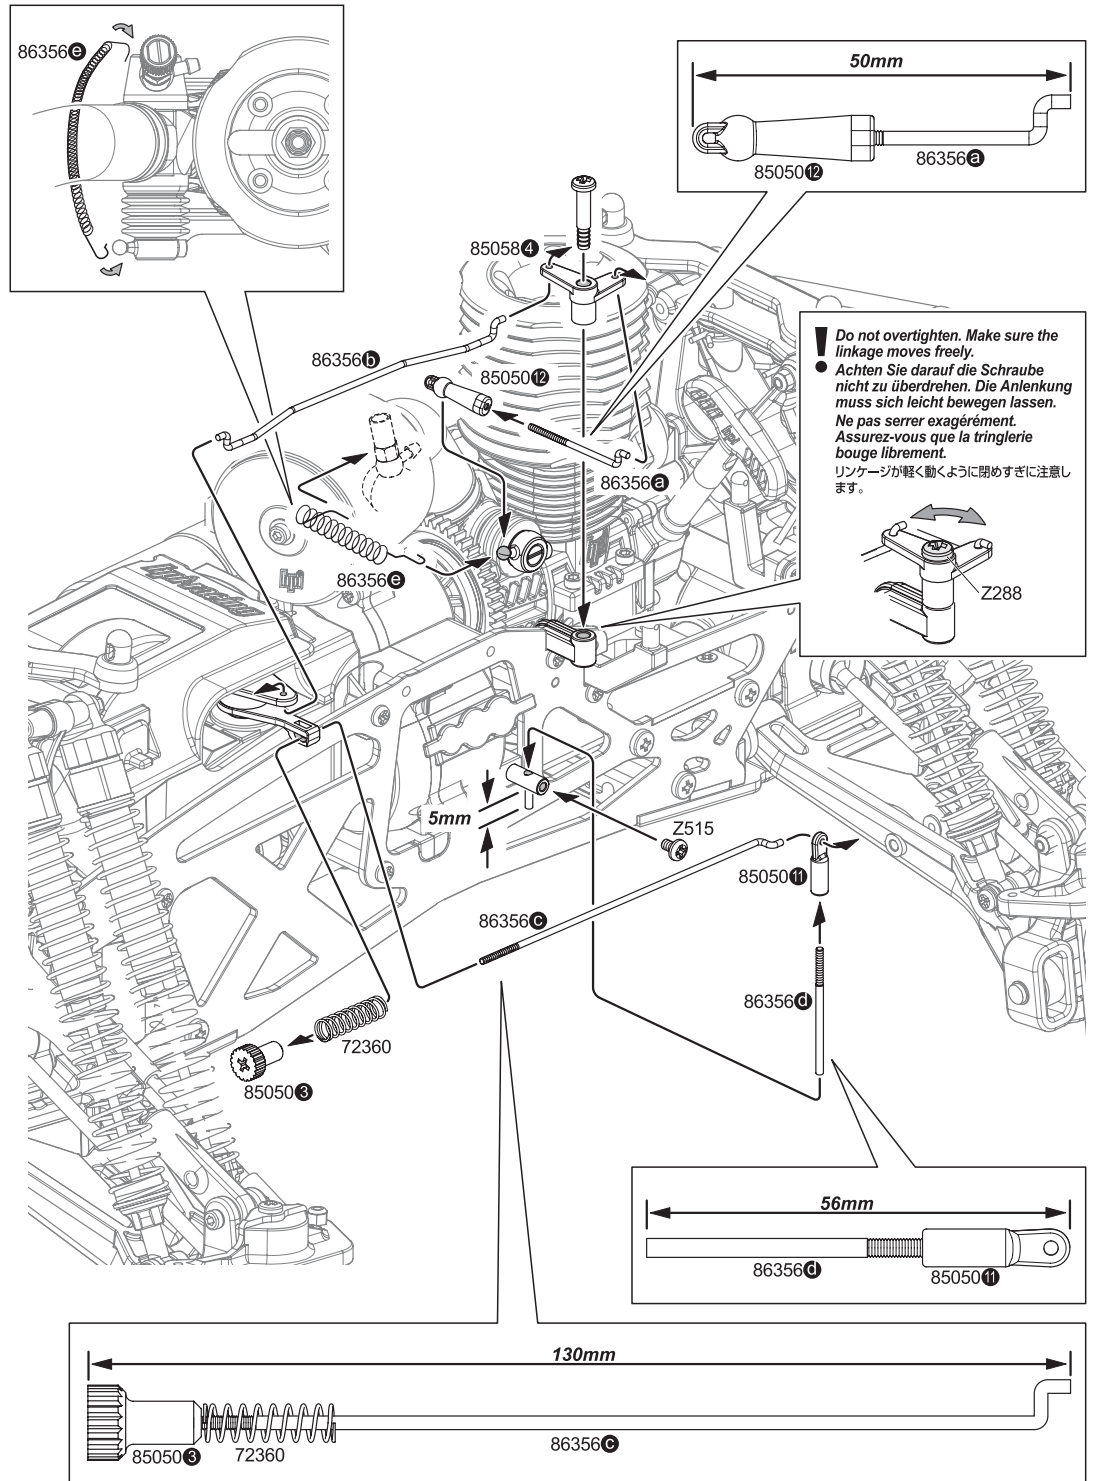 86356e
50mm
86356a
85050⓬
85058❹
86356b
85050⓬
86356a
86356e
! Do not overtighten. Make sure the
linkage moves freely.
● Achten Sie darauf die Schraube
nicht zu überdrehen. Die Anlenkung
muss sich leicht bewegen lassen.
Ne pas serrer exagérément.
Assurez-vous que la tringlerie
bouge librement.
リンケージが軽く動くように閉めすぎに注意し
ます。
Z288
hpi
hpi
hpi·racing
5mm
Z515
85050⓫
86356c
86356d
72360
85050❸
56mm
86356d
85050⓫
130mm
85050❸
72360
86356c